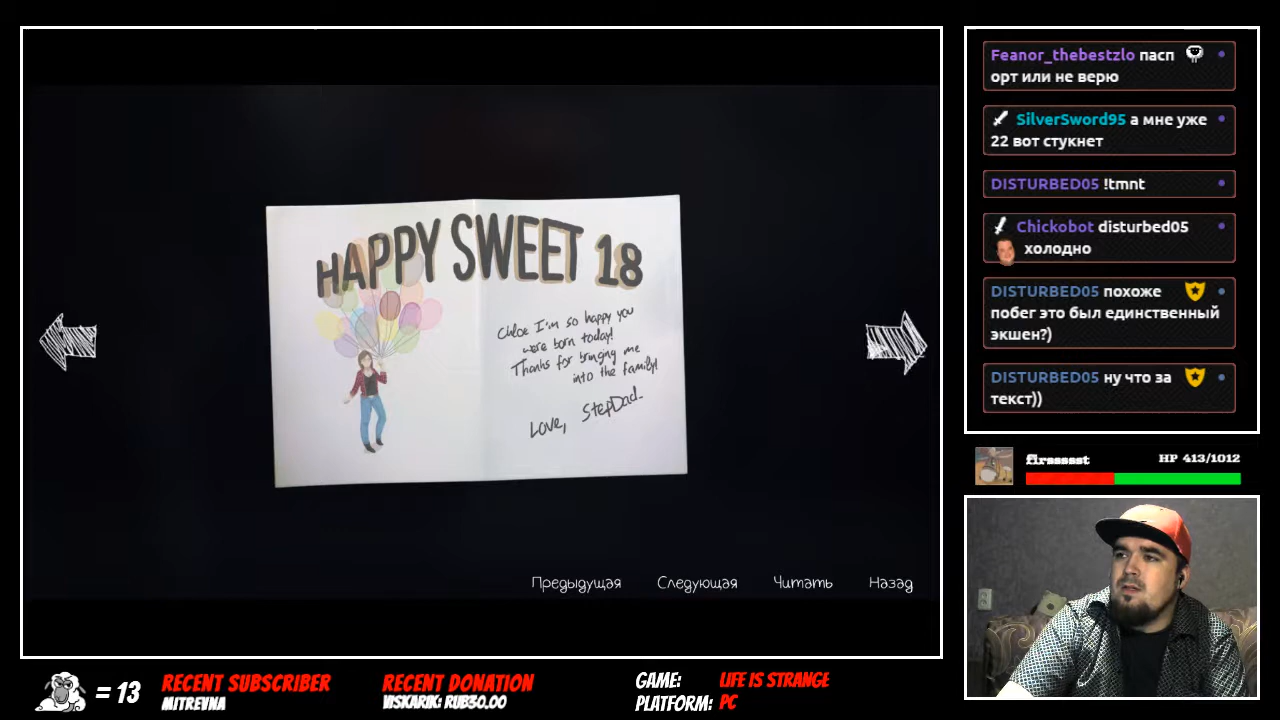 HAPPY SWEET 18
Chloe I'm so happy you
were born today!
Thanks for bringing me
into the family!
Love, StepDad-
Предыдущая
Следующая
Читать
Назад
Feanor_thebestzlo пасп
орт или не верю
SilverSword95 а мне уже
22 вот стукнет
DISTURBED05 !tmnt
Chickobot disturbed05
холодно
DISTURBED05 похоже
побег это был единственный
экшен?)
DISTURBED05 ну что за
текст))
flrssssst
HP 413/1012
= 13
RECENT SUBSCRIBER
MITREVNA
RECENT DONATION
VISKARIK: RUB30.00
GAME: LIFE IS STRANGE
PLATFORM: PC